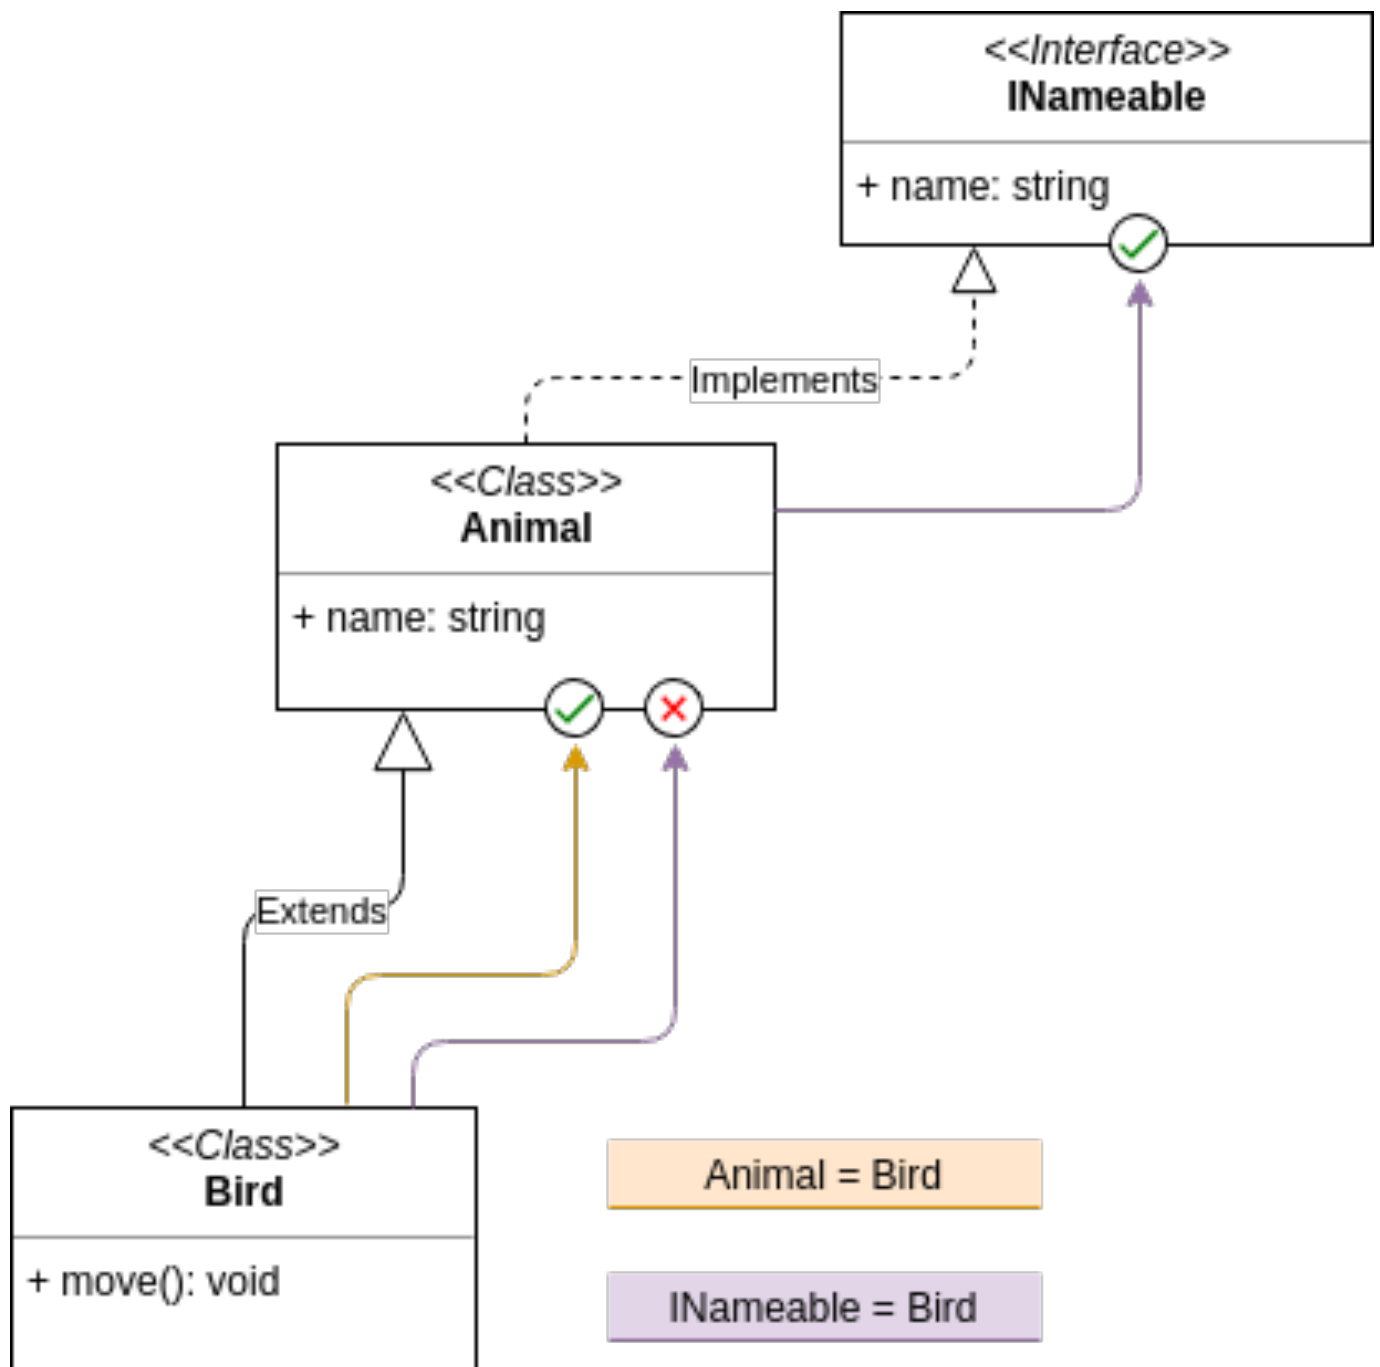 <<Interface>>
INameable
+ name: string
Implements
<<Class>>
Animal
+ name: string
Extends
<<Class>>
Bird
+ move(): void
Animal = Bird
INameable = Bird